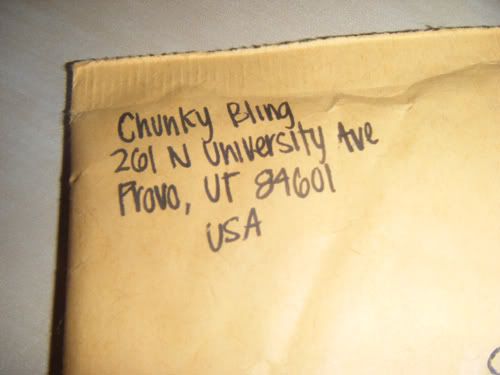 Chunky Bling
261 N University Ave
Provo, UT 84601
USA